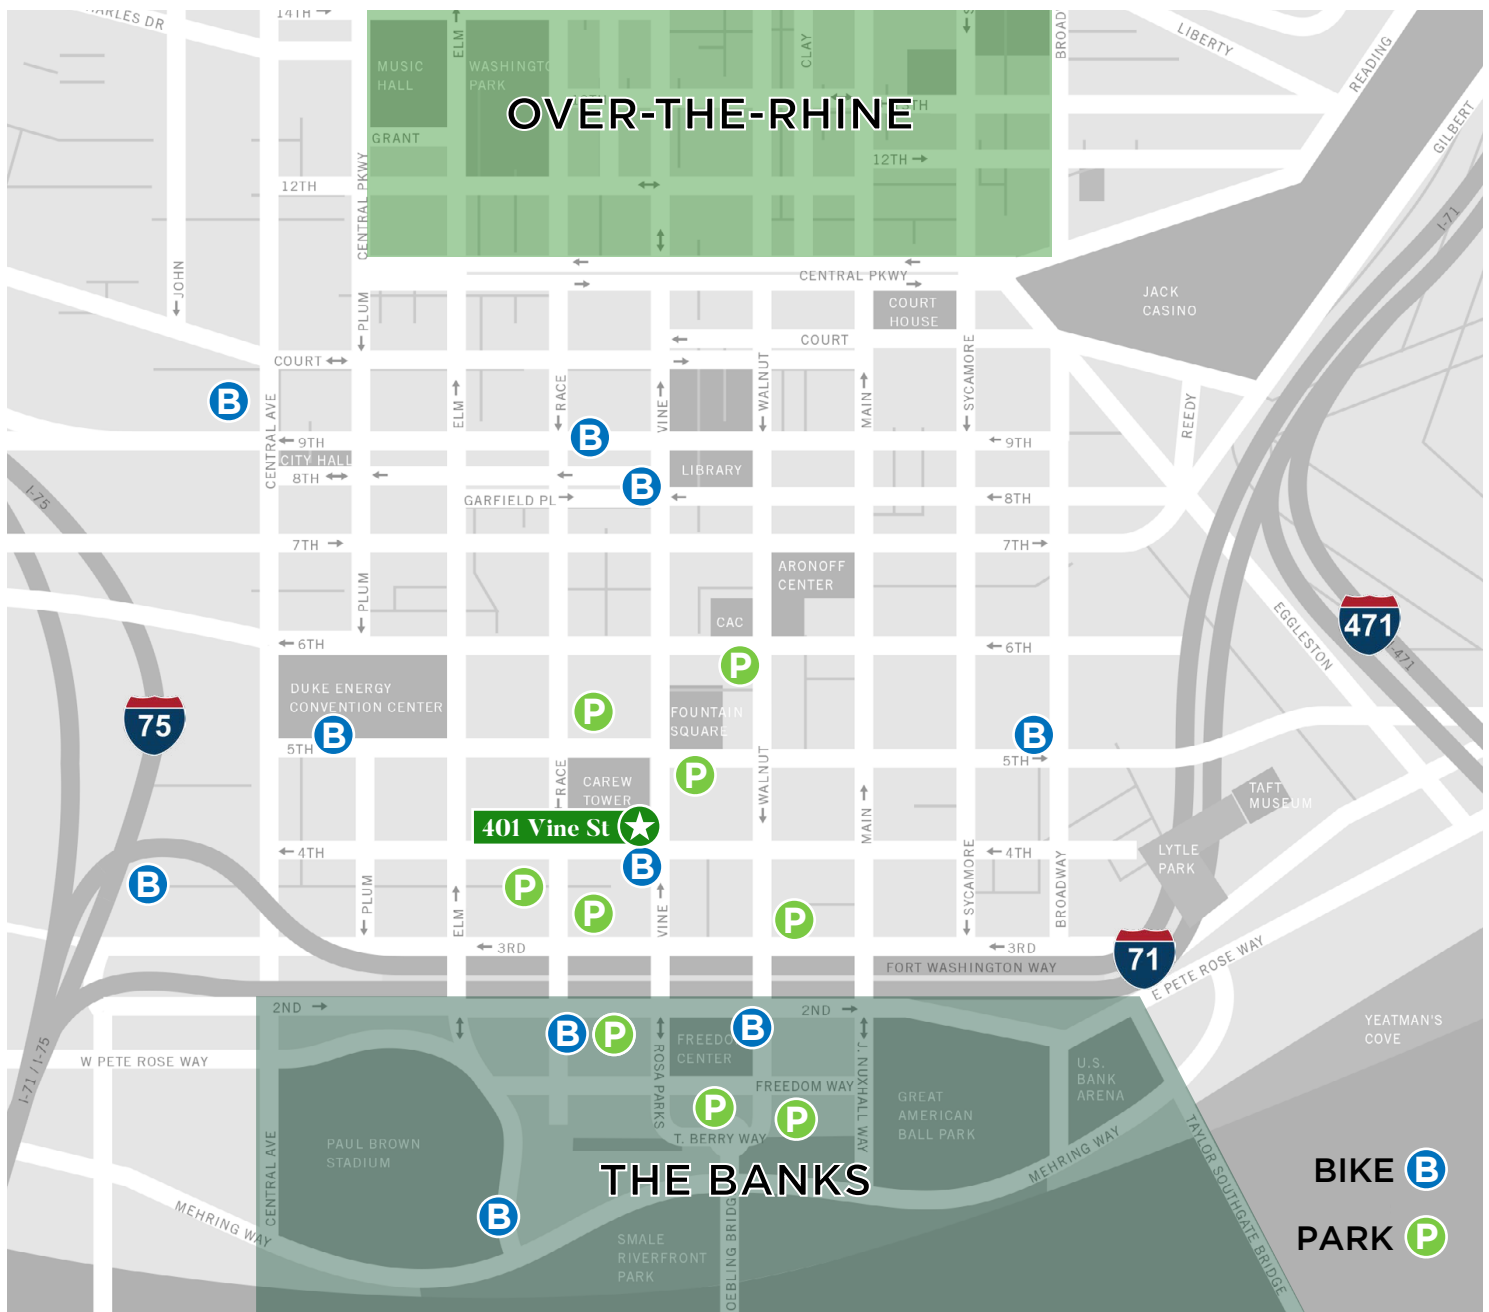 14TH
ELM
CLAY
BROAD
LIBERTY
READING
GILBERT
MUSIC
HALL
WASHINGTO
PARK
OVER-THE-RHINE
GRANT
12TH
12TH
CENTRAL PKWY
I-71
JOHN
CENTRAL PKWY
JACK
CASINO
COURT
HOUSE
PLUM
COURT
COURT
WALNUT
SYCAMORE
ELM
RACE
VINE
MAIN
REEDY
B
B
CENTRAL AVE
9TH
9TH
CITY HALL
8TH
LIBRARY
B
GARFIELD PL
8TH
I-75
7TH
7TH
PLUM
ARONOFF
CENTER
CAC
471
I-471
EGGLESTON
6TH
6TH
P
DUKE ENERGY
CONVENTION CENTER
75
P
FOUNTAIN
SQUARE
B
B
5TH
5TH
RACE
CAREW
TOWER
P
WALNUT
TAFT
MUSEUM
401 Vine St
MAIN
4TH
4TH
LYTLE
PARK
B
B
P
P
P
PLUM
ELM
VINE
SYCAMORE
BROADWAY
3RD
3RD
71
FORT WASHINGTON WAY
E PETE ROSE WAY
2ND
2ND
B
P
B
YEATMAN'S
COVE
I-71 / I-75
W PETE ROSE WAY
ROSA PARKS
FREEDO
CENTER
J. NUXHALL WAY
U.S.
BANK
ARENA
FREEDOM WAY
P
P
GREAT
AMERICAN
BALL PARK
T. BERRY WAY
PAUL BROWN
STADIUM
THE BANKS
MEHRING WAY
TAYLOR SOUTHGATE BRIDGE
BIKE B
CENTRAL AVE
MEHRING WAY
B
SMALE
RIVERFRONT
PARK
OEBLING BRIDG
PARK P